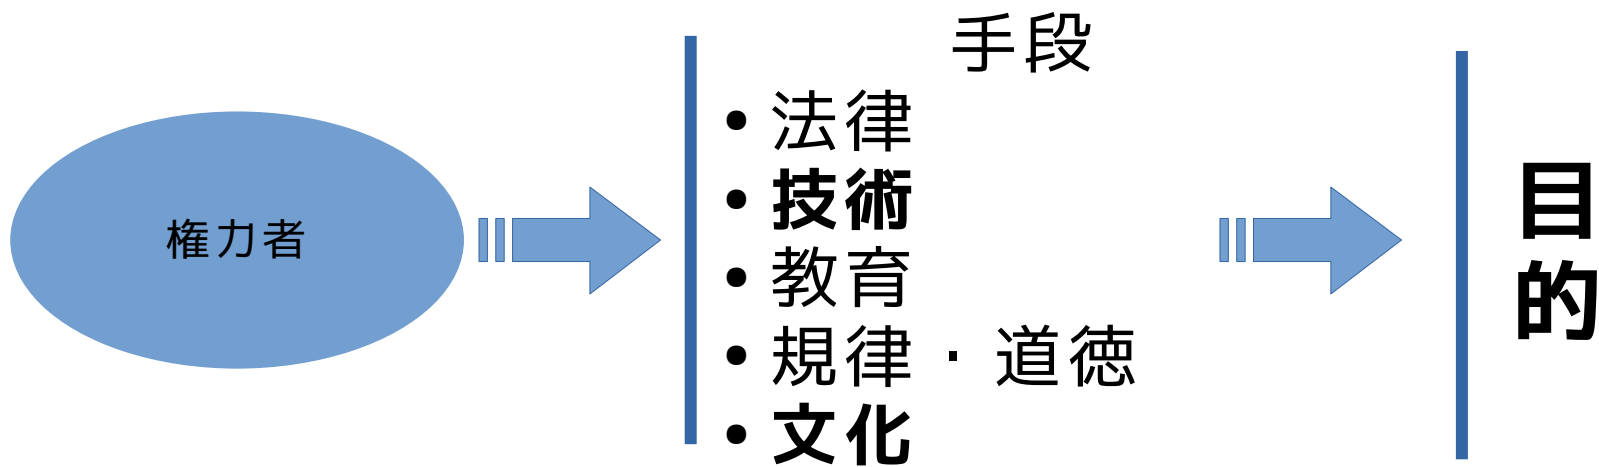 権力者
手段
• 法律
• 技術
• 教育
• 規律・道徳
• 文化
目的